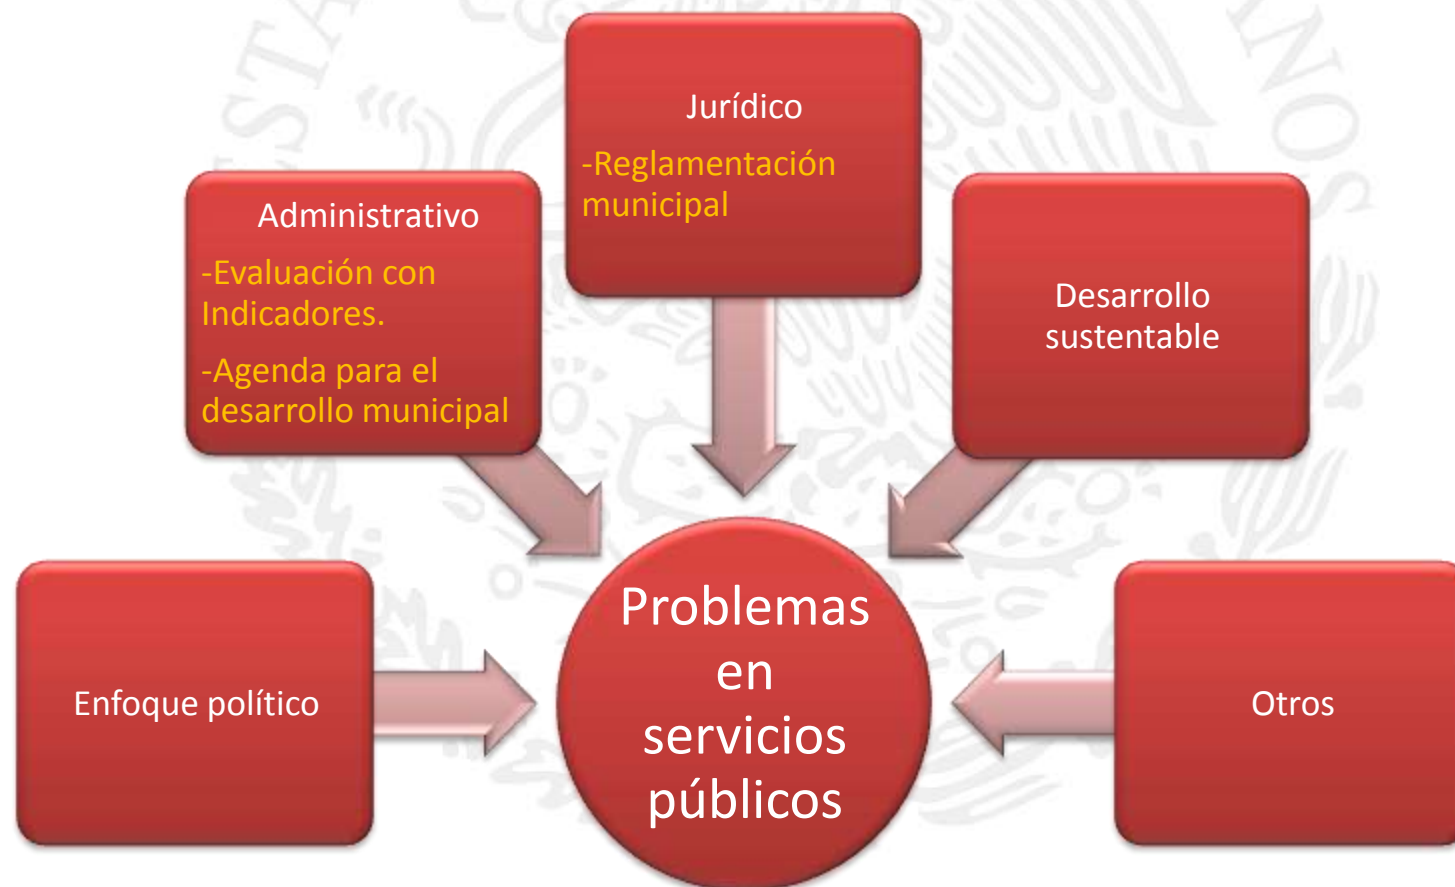 Jurídico
-Reglamentación
municipal
Administrativo
-Evaluación con
Indicadores.
-Agenda para el
desarrollo municipal
Desarrollo
sustentable
Enfoque político
Problemas
en
servicios
públicos
Otros